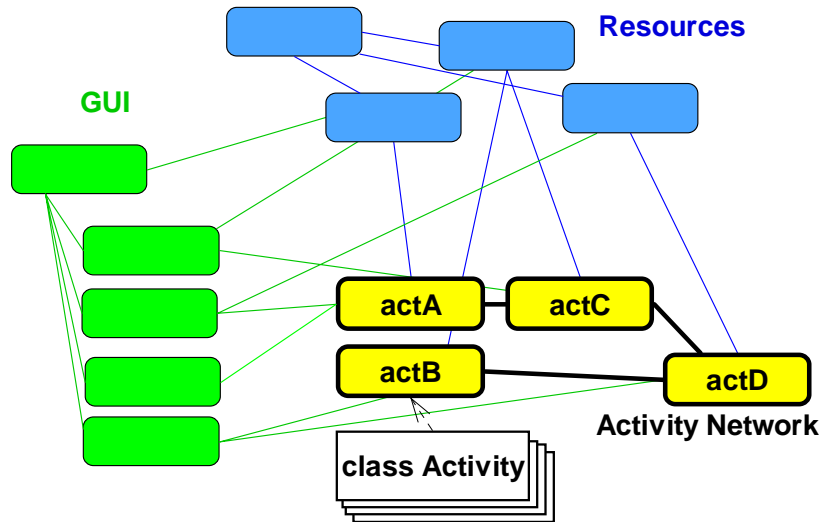 Resources
GUI
actA
actC
actB
actD
Activity Network
class Activity